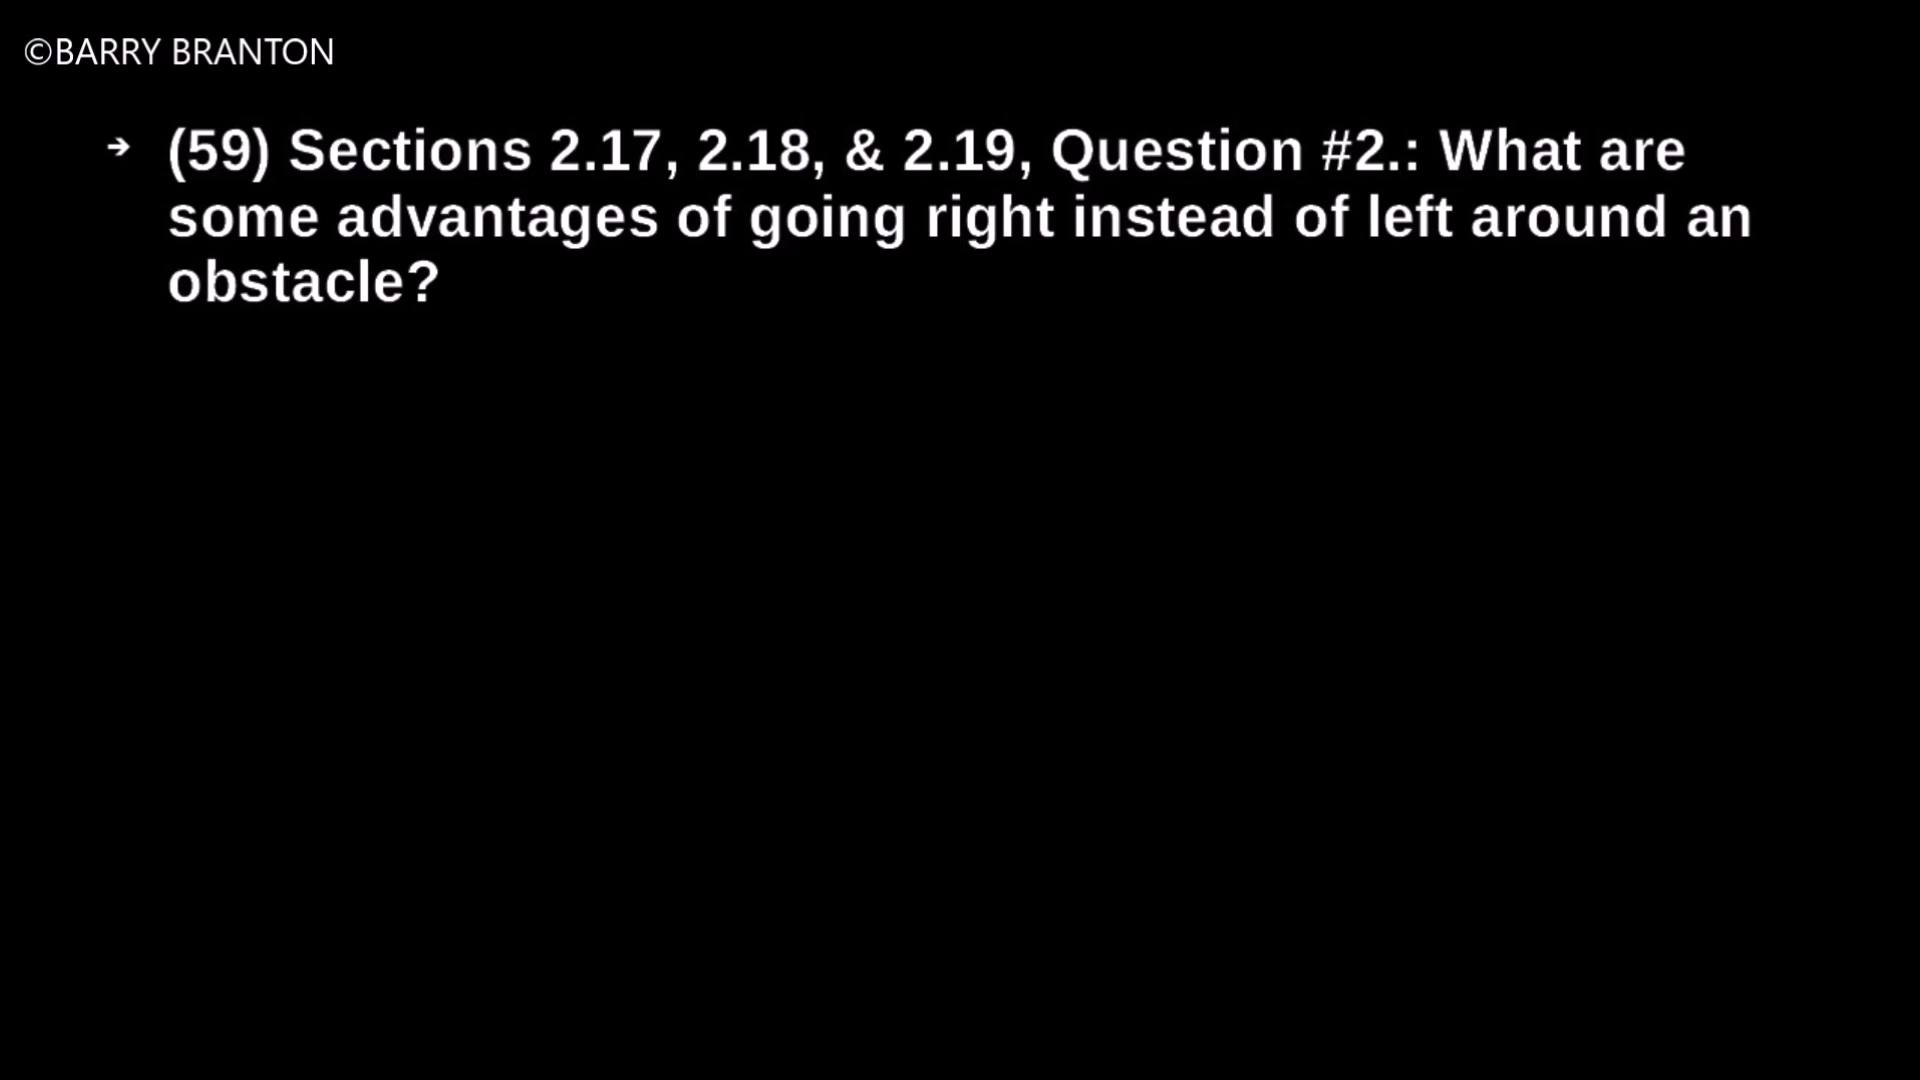 ©BARRY BRANTON
➔ (59) Sections 2.17, 2.18, & 2.19, Question #2.: What are
some advantages of going right instead of left around an
obstacle?